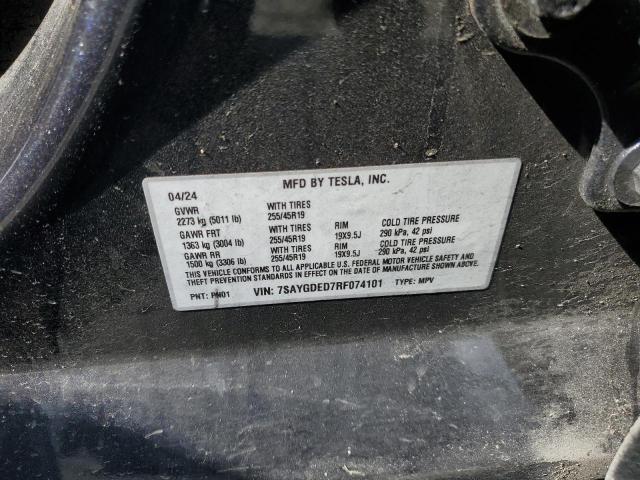 MFD BY TESLA, INC.
04/24
GVWR WITH TIRES
2273 kg (5011 lb) 255/45R19
GAWR FRT WITH TIRES RIM COLD TIRE PRESSURE
1363 kg (3004 lb) 255/45R19 19X9.5J 290 kPa, 42 psi
GAWR RR WITH TIRES RIM COLD TIRE PRESSURE
1500 kg (3306 lb) 255/45R19 19X9.5J 290 kPa, 42 psi
THIS VEHICLE CONFORMS TO ALL APPLICABLE U.S. FEDERAL MOTOR VEHICLE SAFETY AND
THEFT PREVENTION STANDARDS IN EFFECT ON THE DATE OF MANUFACTURE SHOWN ABOVE.
PNT: PN01 VIN: 7SAYGDED7RF074101 TYPE: MPV